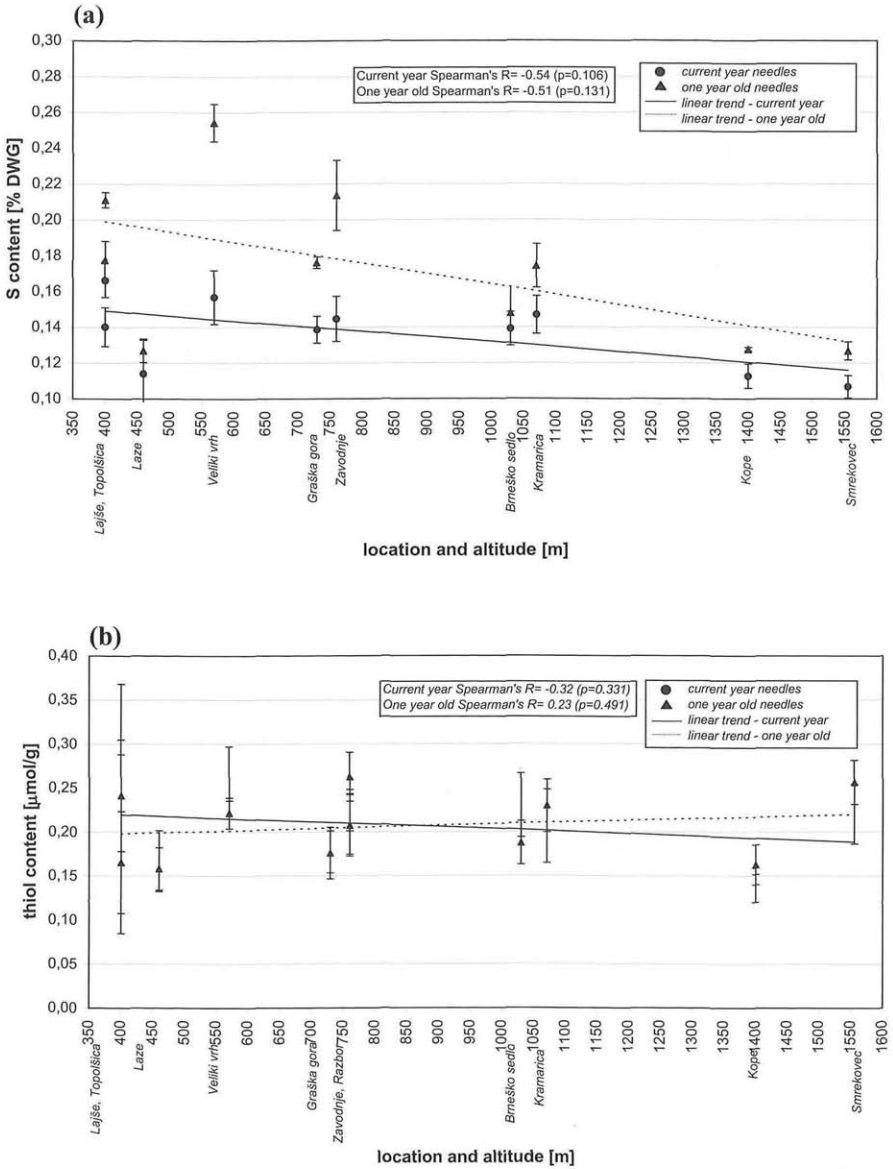 (a)
0,30
0,28
0,26
0,24
0,22
0,20
0,18
0,16
0,14
0,12
0,10
S content [% DWG]
Current year Spearman's R= -0.54 (p=0.106)
One year old Spearman's R= -0.51 (p=0.131)
current year needles
one year old needles
linear trend - current year
linear trend - one year old
350
400
450
500
550
600
650
700
750
800
850
900
950
1000
1050
1100
1150
1200
1250
1300
1350
1400
1450
1500
1550
1600
Lajše, Topolšica
Laze
Veliki vrh
Graška gora
Zavodnje
Brneško sedlo
Kramarica
Kope
Smrekovec
location and altitude [m]
(b)
0,40
0,35
0,30
0,25
0,20
0,15
0,10
0,05
0,00
thiol content [µmol/g]
Current year Spearman's R= -0.32 (p=0.331)
One year old Spearman's R= 0.23 (p=0.491)
current year needles
one year old needles
linear trend - current year
linear trend - one year old
350
400
450
500
550
600
650
700
750
800
850
900
950
1000
1050
1100
1150
1200
1250
1300
1350
1400
1450
1500
1550
1600
Lajše, Topolšica
Laze
Veliki vrh
Graška gora
Zavodnje, Razbor
Brneško sedlo
Kramarica
Kope
Smrekovec
location and altitude [m]